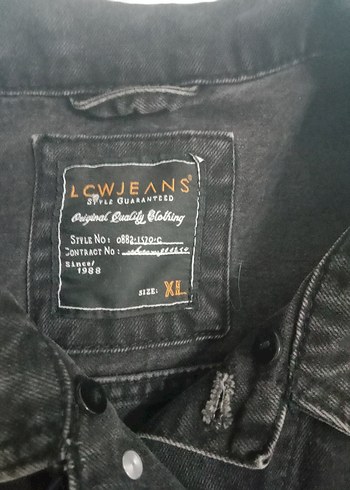 LCWJEANS
STYLE GUARANTEED
Original Quality Clothing
STYLE NO: 0882-1570-C
CONTRACT NO:
Since/
1988
SIZE: XL